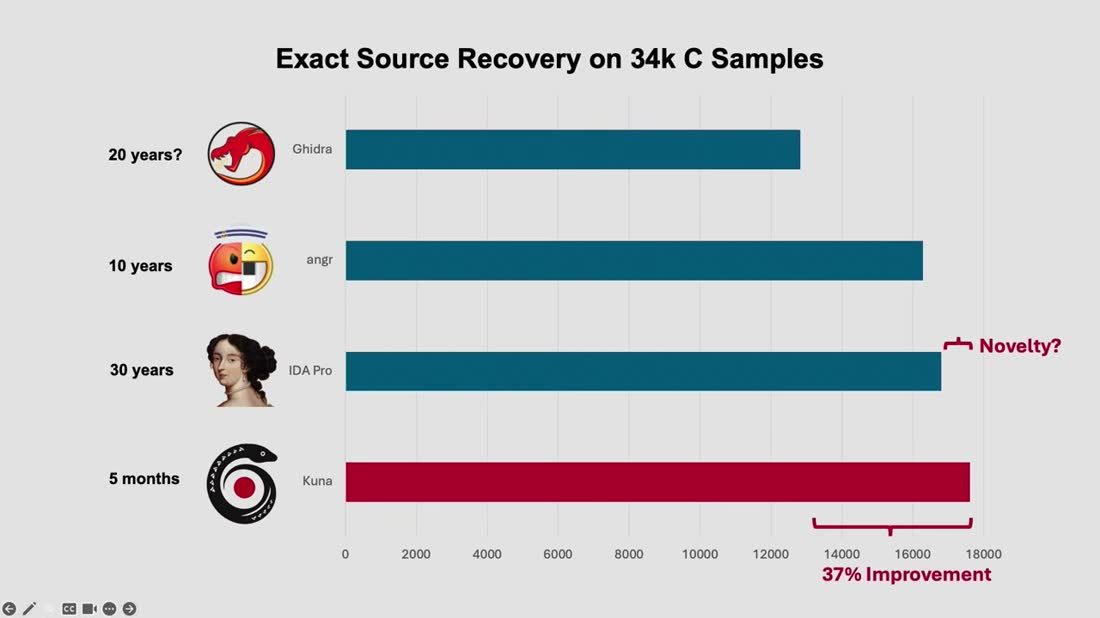 Exact Source Recovery on 34k C Samples
20 years?
Ghidra
10 years
angr
30 years
IDA Pro
Novelty?
5 months
Kuna
0 2000 4000 6000 8000 10000 12000 14000 16000 18000
37% Improvement
CC